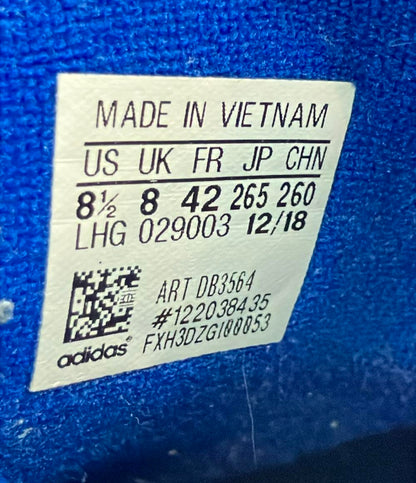 MADE IN VIETNAM
US UK FR JP CHN
8½ 8 42 265 260
LHG 029003 12/18
ART DB3564
#122038435
FXH3DZGI00053
adidas